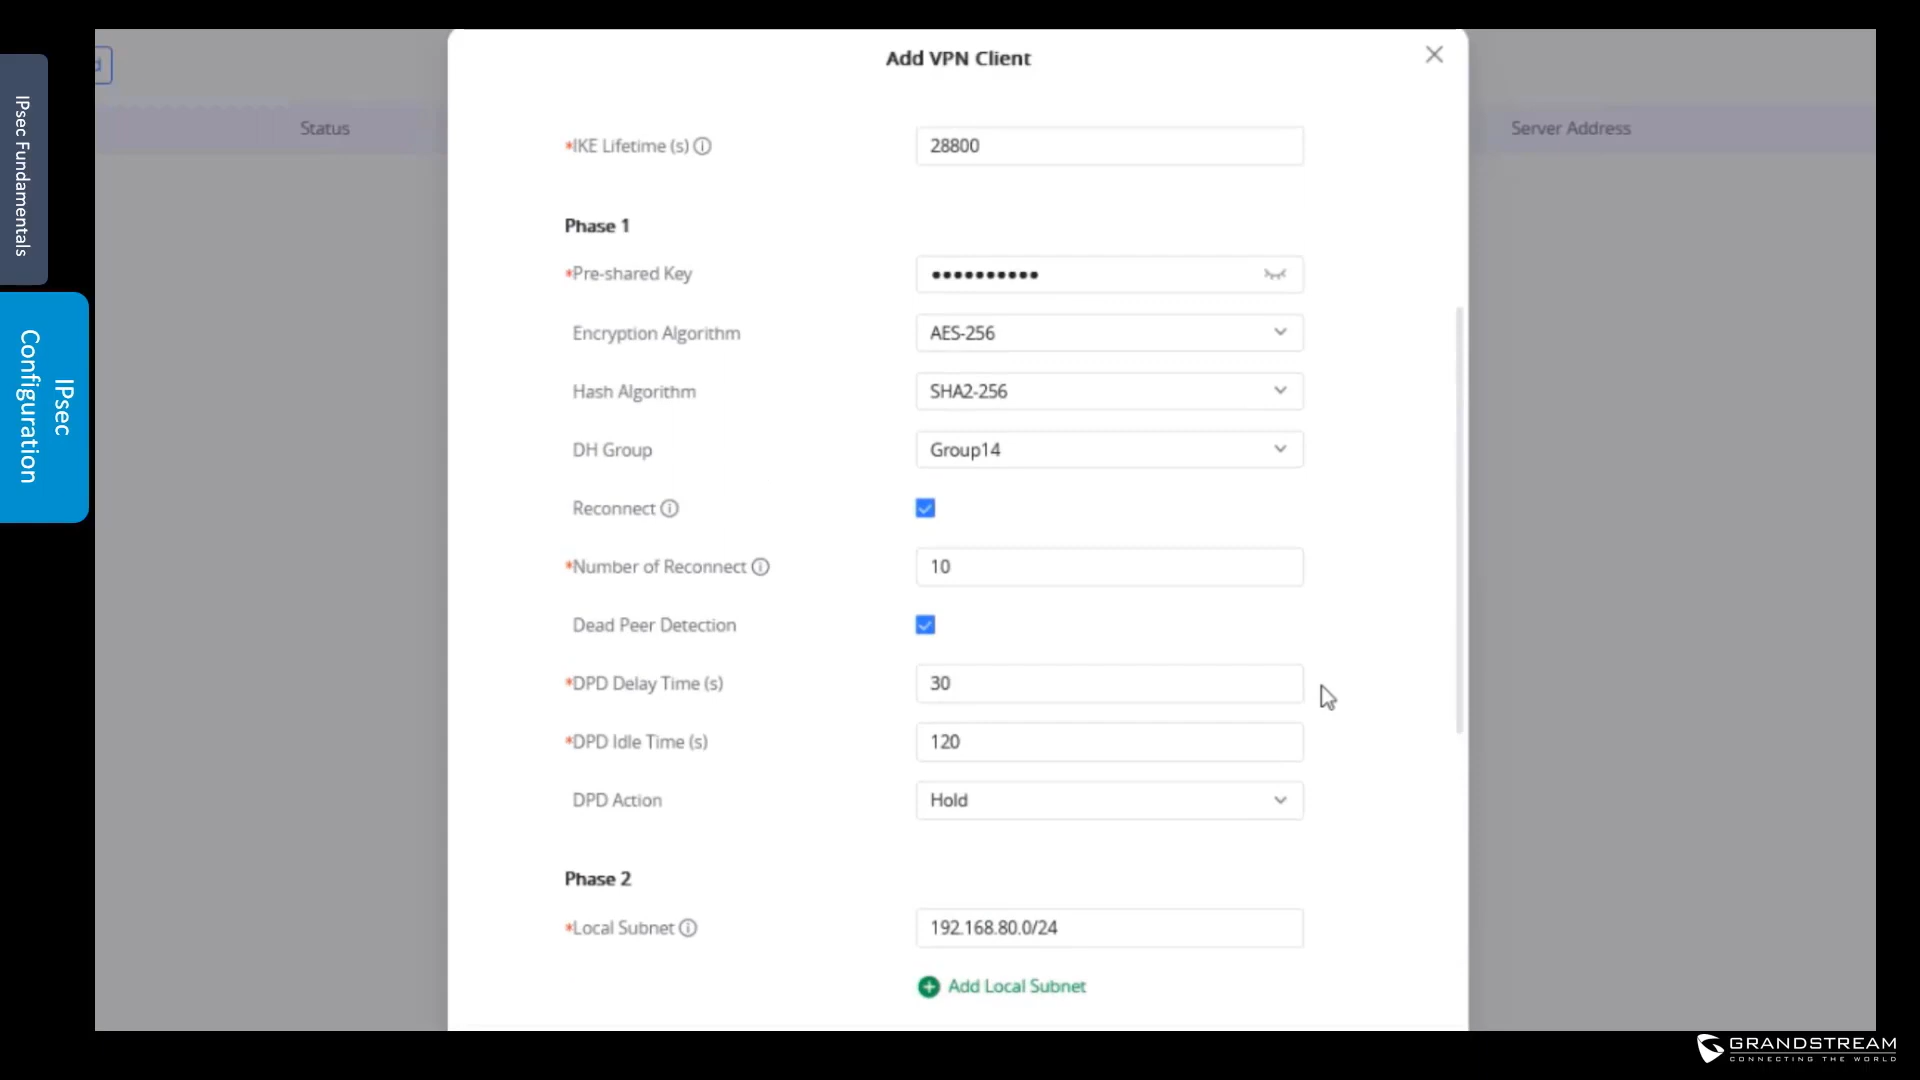 IPsec Fundamentals
IPsec
Configuration
Add VPN Client
Status
Server Address
*IKE Lifetime (s)
28800
Phase 1
*Pre-shared Key
••••••••••
Encryption Algorithm
AES-256
Hash Algorithm
SHA2-256
DH Group
Group14
Reconnect
*Number of Reconnect
10
Dead Peer Detection
*DPD Delay Time (s)
30
*DPD Idle Time (s)
120
DPD Action
Hold
Phase 2
*Local Subnet
192.168.80.0/24
Add Local Subnet
GRANDSTREAM
CONNECTING THE WORLD